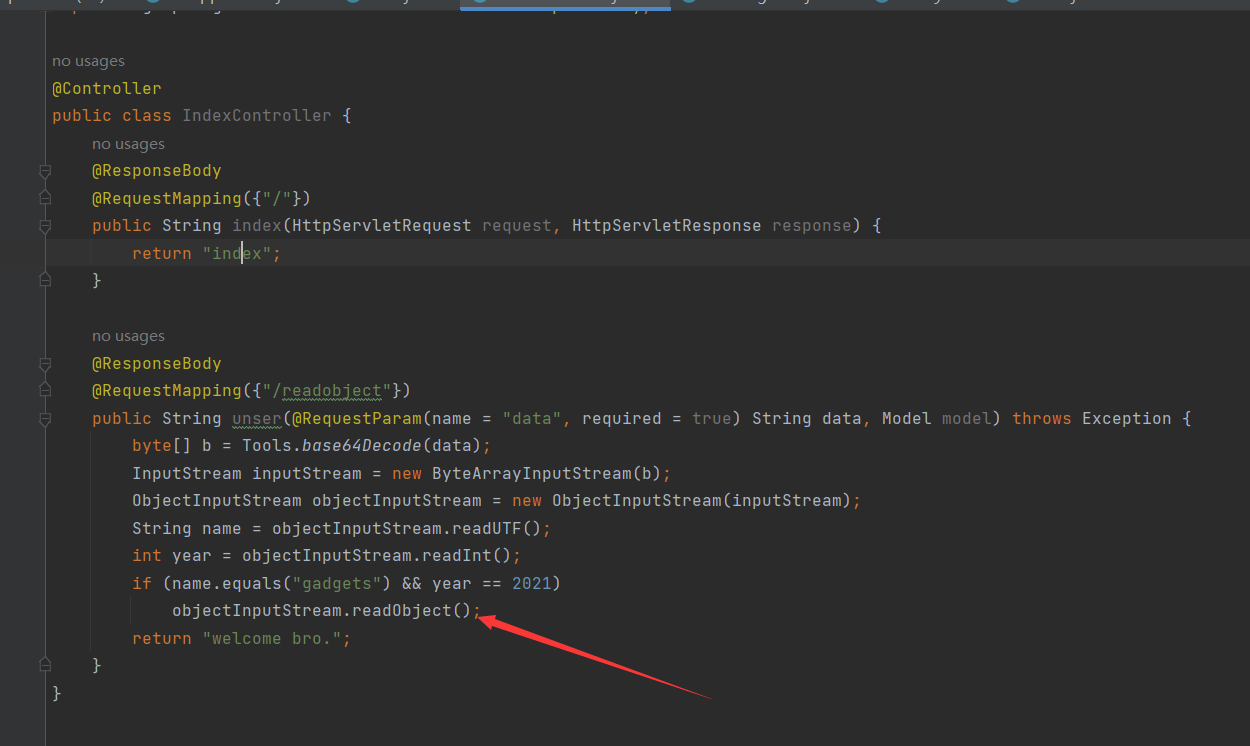 no usages
@Controller
public class IndexController {
no usages
@ResponseBody
@RequestMapping({"/"})
public String index(HttpServletRequest request, HttpServletResponse response) {
return "index";
}
no usages
@ResponseBody
@RequestMapping({"/readobject"})
public String unser(@RequestParam(name = "data", required = true) String data, Model model) throws Exception {
byte[] b = Tools.base64Decode(data);
InputStream inputStream = new ByteArrayInputStream(b);
ObjectInputStream objectInputStream = new ObjectInputStream(inputStream);
String name = objectInputStream.readUTF();
int year = objectInputStream.readInt();
if (name.equals("gadgets") && year == 2021)
objectInputStream.readObject();
return "welcome bro.";
}
}